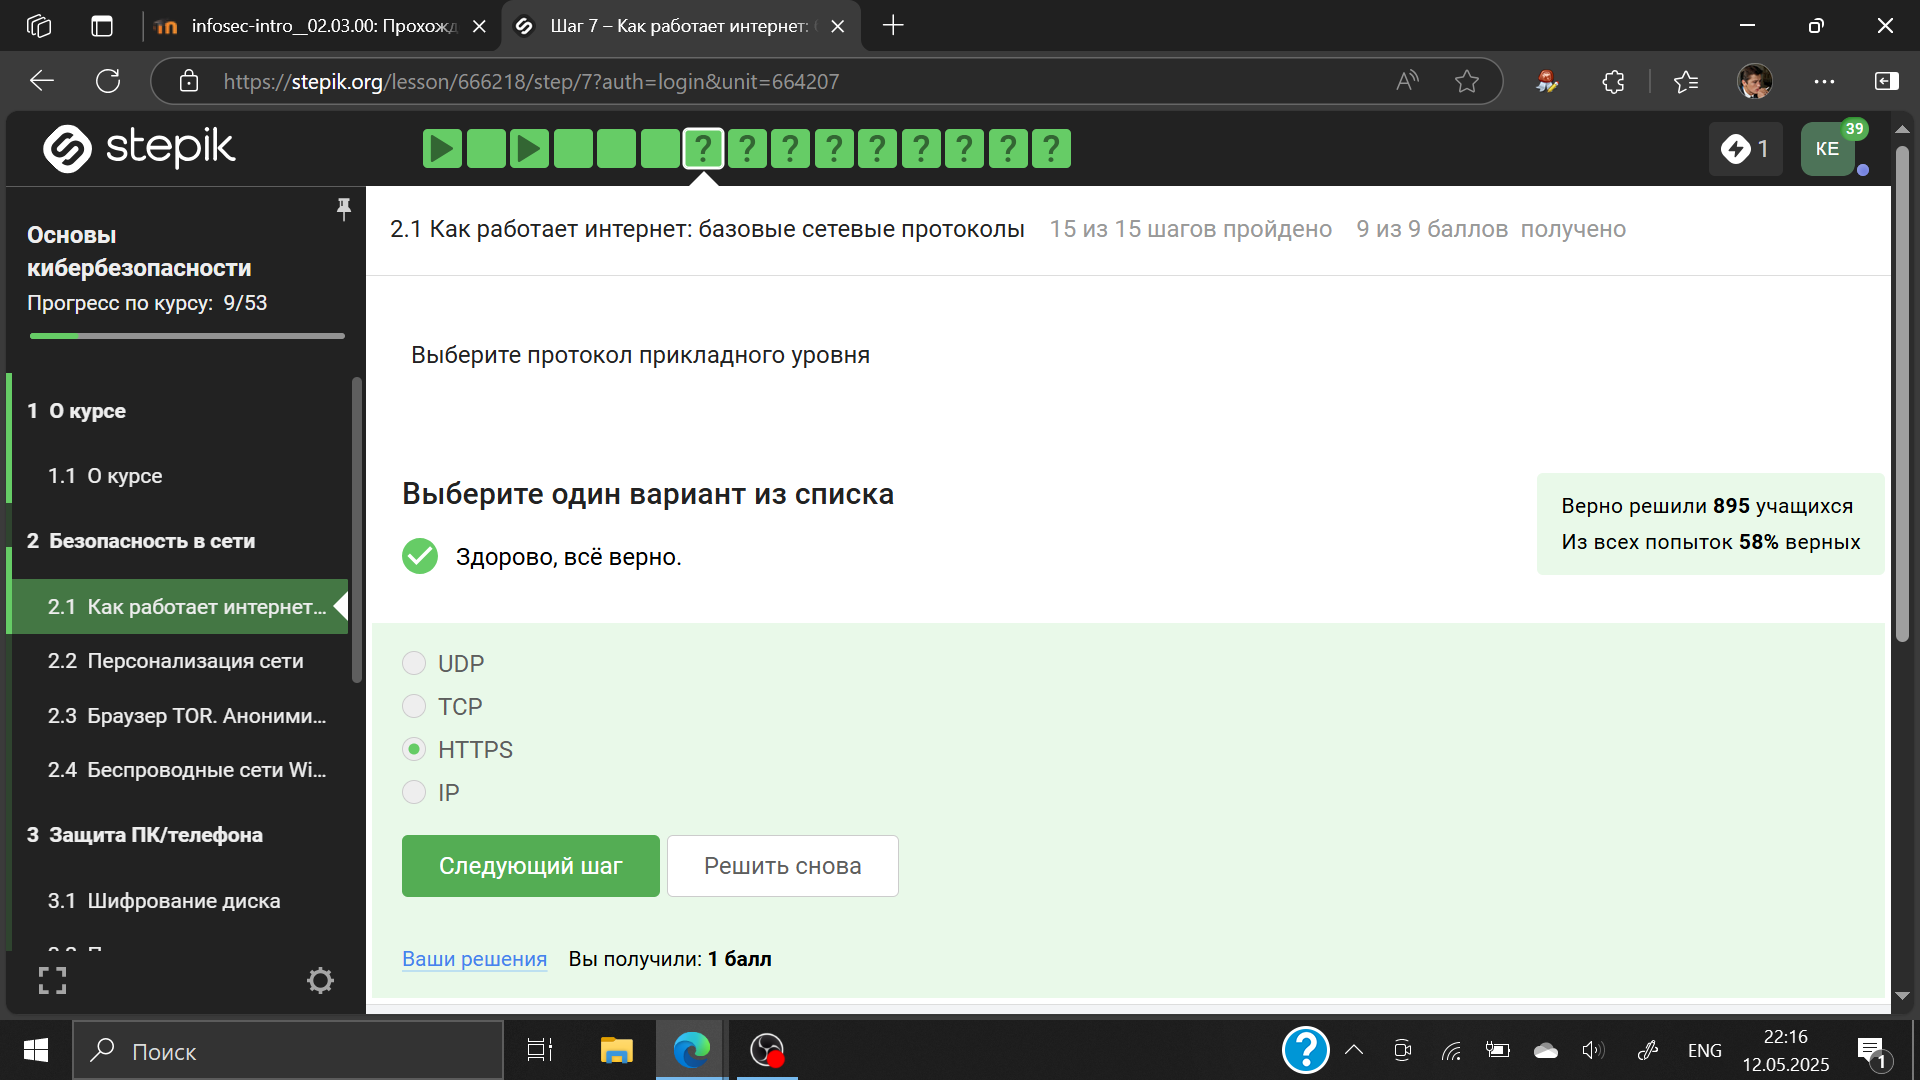 infosec-intro__02.03.00: Прохожд
Шаг 7 – Как работает интернет:
https://stepik.org/lesson/666218/step/7?auth=login&unit=664207
stepik
? ? ? ? ? ? ? ? ?
1
KE
39
Основы
кибербезопасности
Прогресс по курсу: 9/53
1 О курсе
1.1 О курсе
2 Безопасность в сети
2.1 Как работает интернет...
2.2 Персонализация сети
2.3 Браузер TOR. Аноними...
2.4 Беспроводные сети Wi...
3 Защита ПК/телефона
3.1 Шифрование диска
2.1 Как работает интернет: базовые сетевые протоколы 15 из 15 шагов пройдено 9 из 9 баллов получено
Выберите протокол прикладного уровня
Выберите один вариант из списка
Здорово, всё верно.
Верно решили 895 учащихся
Из всех попыток 58% верных
UDP
TCP
HTTPS
IP
Следующий шаг
Решить снова
Ваши решения Вы получили: 1 балл
Поиск
?
ENG
22:16
12.05.2025
1